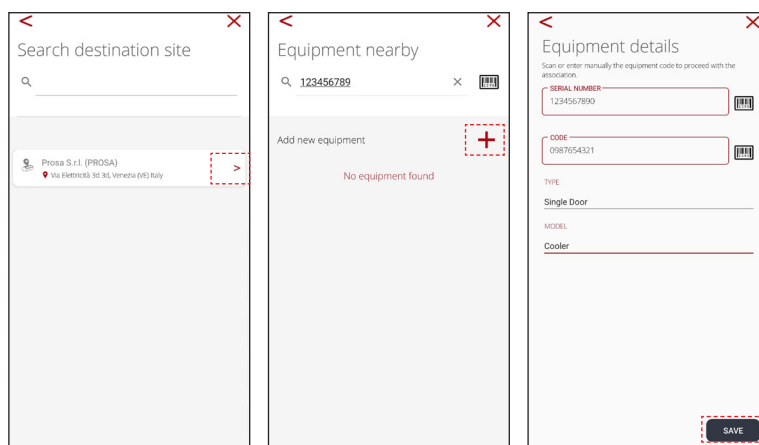 Search destination site
Prosa S.r.l. (PROSA)
Via Elettricità 3d 3d, Venezia (VE) Italy
Equipment nearby
123456789
Add new equipment
No equipment found
Equipment details
Scan or enter manually the equipment code to proceed with the
association.
SERIAL NUMBER
1234567890
CODE
0987654321
TYPE
Single Door
MODEL
Cooler
SAVE